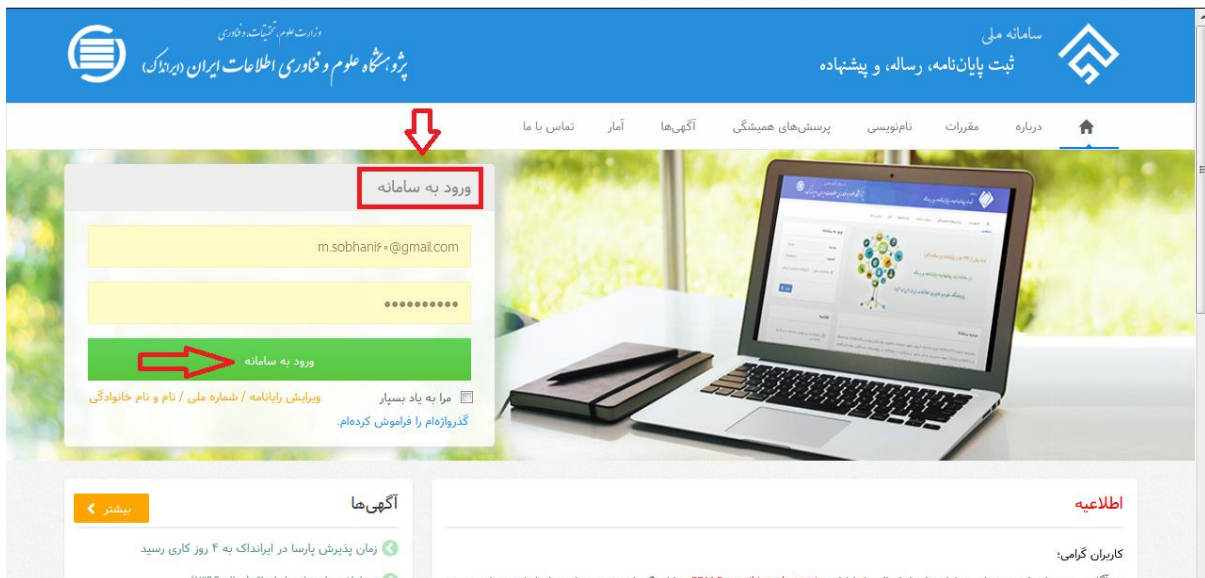 سامانه ملی
ثبت پایان‌نامه، رساله، و پیشنهاده
وزارت علوم، تحقیقات، و فناوری
پژوهشگاه علوم و فناوری اطلاعات ایران (ایرانداک)
درباره
مقررات
نام‌نویسی
پرسش‌های همیشگی
آگهی‌ها
آمار
تماس با ما
ورود به سامانه
m.sobhani۶۰@gmail.com
ورود به سامانه
مرا به یاد بسپار
ویرایش رایانامه / شماره ملی / نام و نام خانوادگی
گذرواژه‌ام را فراموش کرده‌ام.
اطلاعیه
کاربران گرامی؛
آگهی‌ها
بیشتر
زمان پذیرش پارسا در ایرانداک به ۴ روز کاری رسید